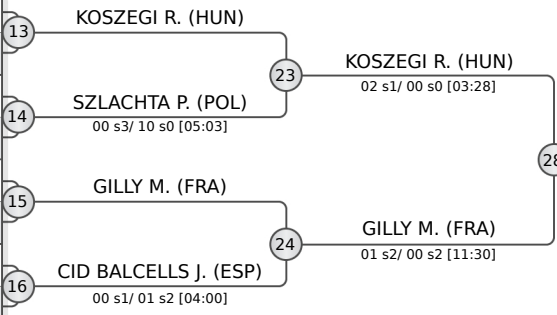 KOSZEGI R. (HUN)
13
23
KOSZEGI R. (HUN)
02 s1/ 00 s0 [03:28]
SZLACHTA P. (POL)
14
00 s3/ 10 s0 [05:03]
28
GILLY M. (FRA)
15
24
GILLY M. (FRA)
01 s2/ 00 s2 [11:30]
CID BALCELLS J. (ESP)
16
00 s1/ 01 s2 [04:00]